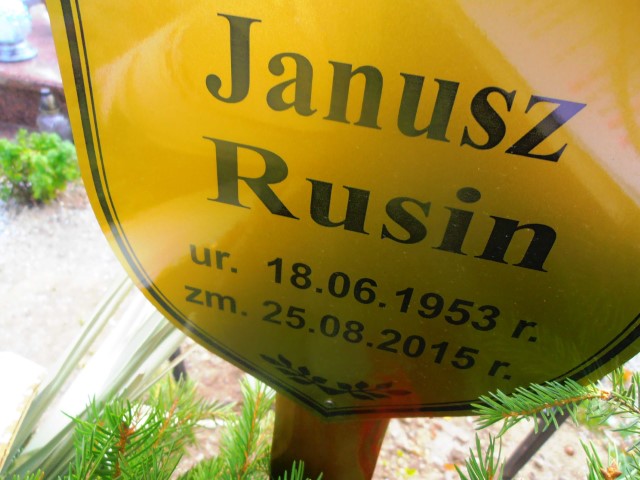 Janusz
Rusin
ur. 18.06.1953 r.
zm. 25.08.2015 r.